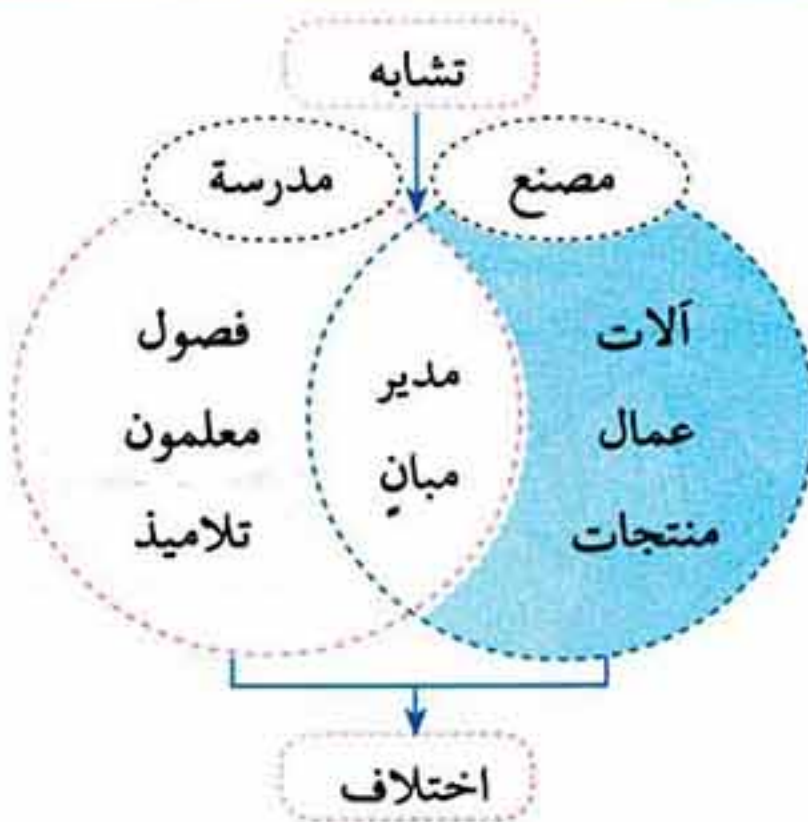 تشابه
مصنع
مدرسة
آلات
عمال
منتجات
مدير
مبانٍ
فصول
معلمون
تلاميذ
اختلاف